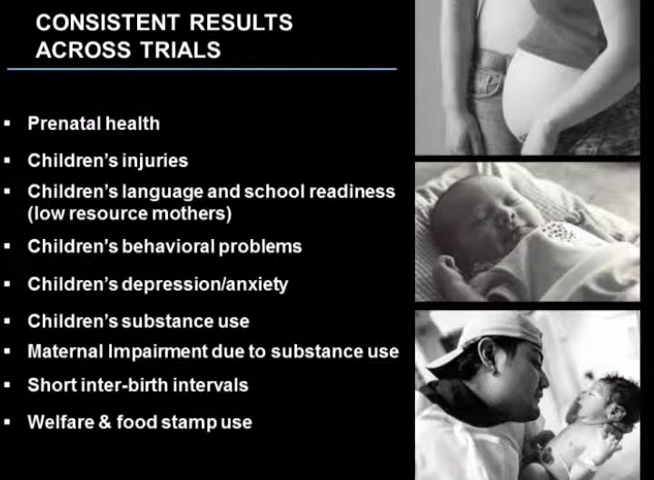 CONSISTENT RESULTS
ACROSS TRIALS
▪ Prenatal health
▪ Children's injuries
▪ Children's language and school readiness
(low resource mothers)
▪ Children's behavioral problems
▪ Children's depression/anxiety
▪ Children's substance use
▪ Maternal Impairment due to substance use
▪ Short inter-birth intervals
▪ Welfare & food stamp use